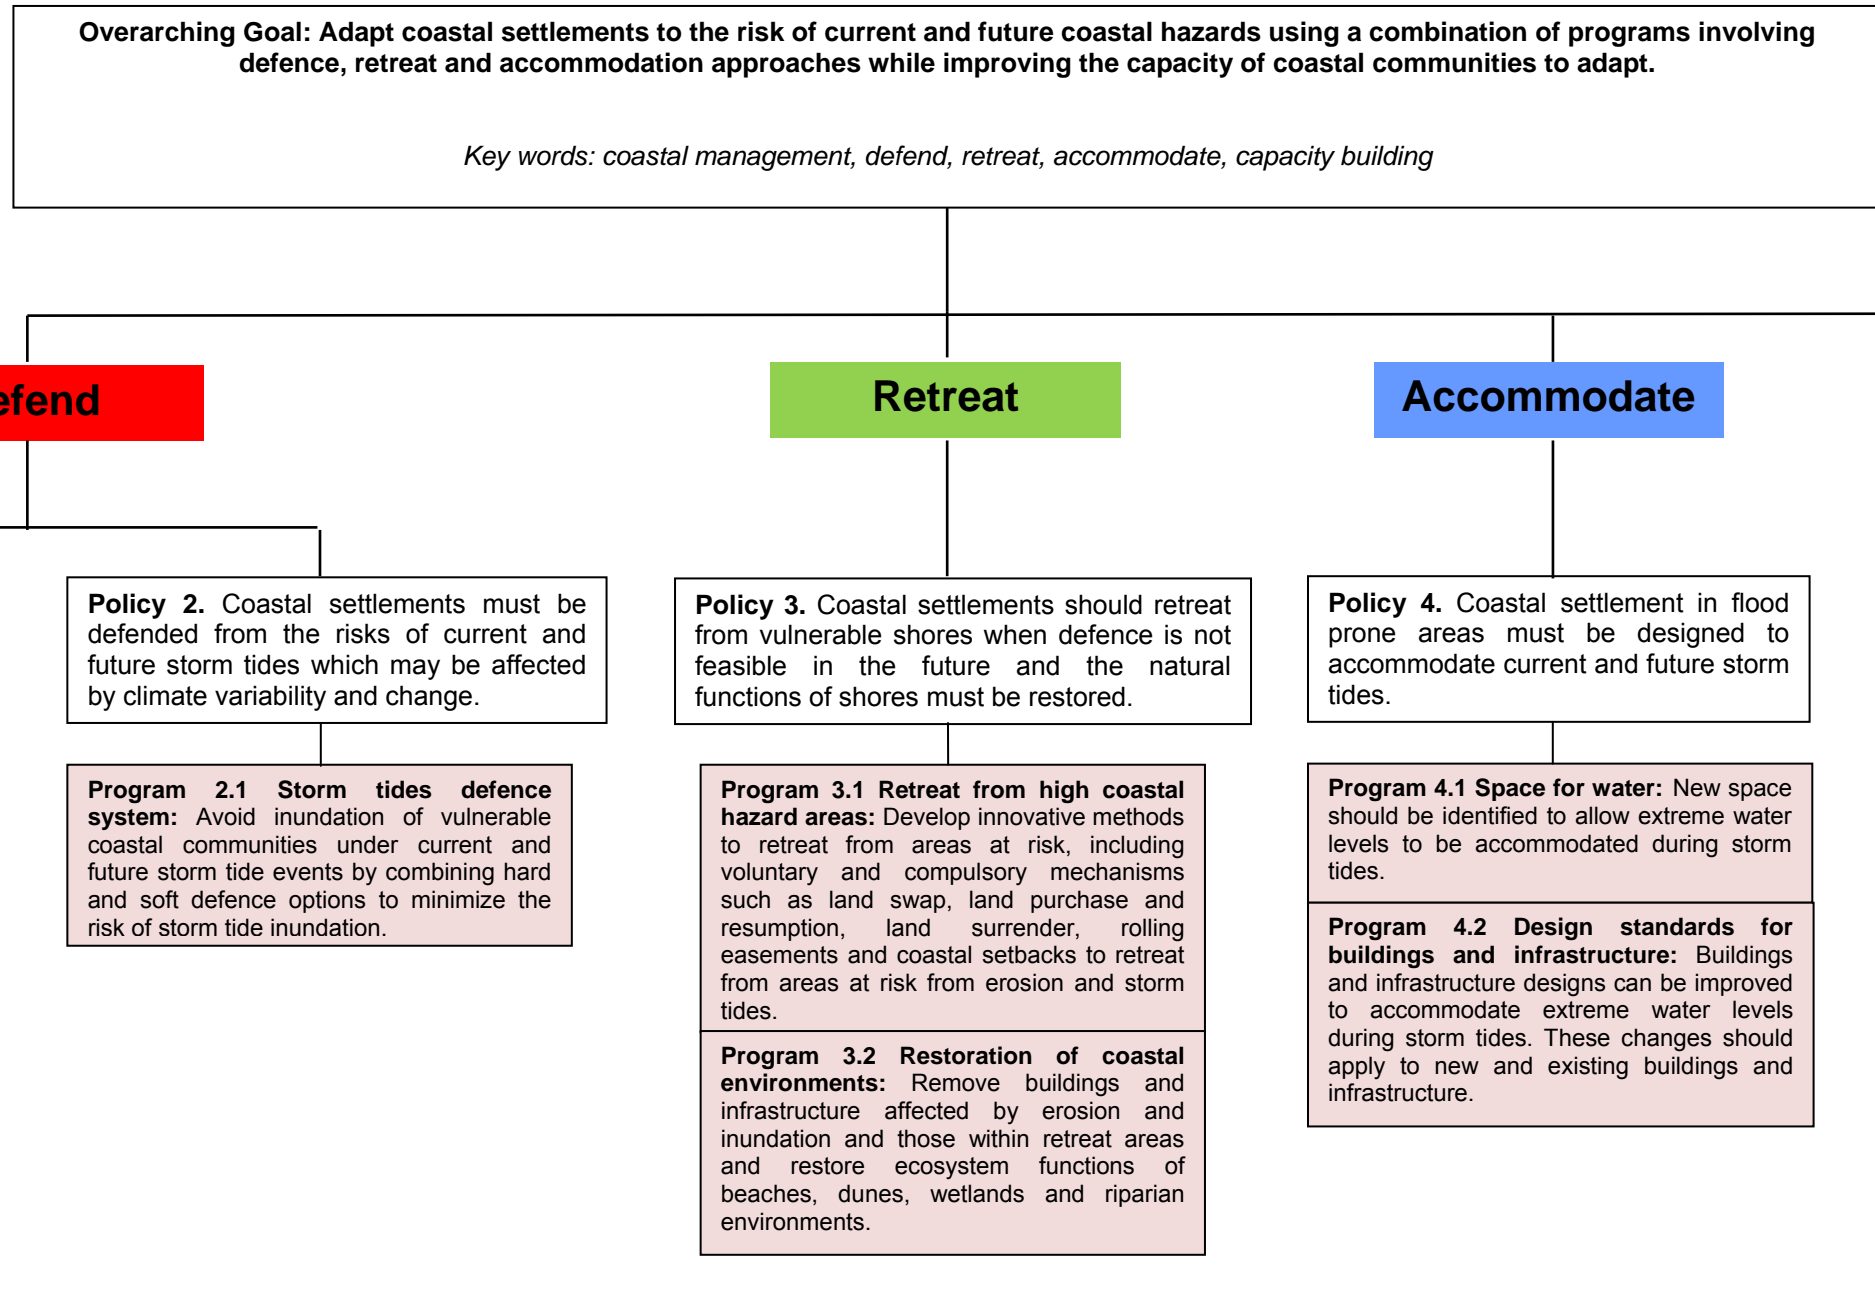 Overarching Goal: Adapt coastal settlements to the risk of current and future coastal hazards using a combination of programs involving
defence, retreat and accommodation approaches while improving the capacity of coastal communities to adapt.
Key words: coastal management, defend, retreat, accommodate, capacity building
efend
Retreat
Accommodate
Policy 2. Coastal settlements must be
defended from the risks of current and
future storm tides which may be affected
by climate variability and change.
Program 2.1 Storm tides defence
system: Avoid inundation of vulnerable
coastal communities under current and
future storm tide events by combining hard
and soft defence options to minimize the
risk of storm tide inundation.
Policy 3. Coastal settlements should retreat
from vulnerable shores when defence is not
feasible in the future and the natural
functions of shores must be restored.
Program 3.1 Retreat from high coastal
hazard areas: Develop innovative methods
to retreat from areas at risk, including
voluntary and compulsory mechanisms
such as land swap, land purchase and
resumption, land surrender, rolling
easements and coastal setbacks to retreat
from areas at risk from erosion and storm
tides.
Program 3.2 Restoration of coastal
environments: Remove buildings and
infrastructure affected by erosion and
inundation and those within retreat areas
and restore ecosystem functions of
beaches, dunes, wetlands and riparian
environments.
Policy 4. Coastal settlement in flood
prone areas must be designed to
accommodate current and future storm
tides.
Program 4.1 Space for water: New space
should be identified to allow extreme water
levels to be accommodated during storm
tides.
Program 4.2 Design standards for
buildings and infrastructure: Buildings
and infrastructure designs can be improved
to accommodate extreme water levels
during storm tides. These changes should
apply to new and existing buildings and
infrastructure.